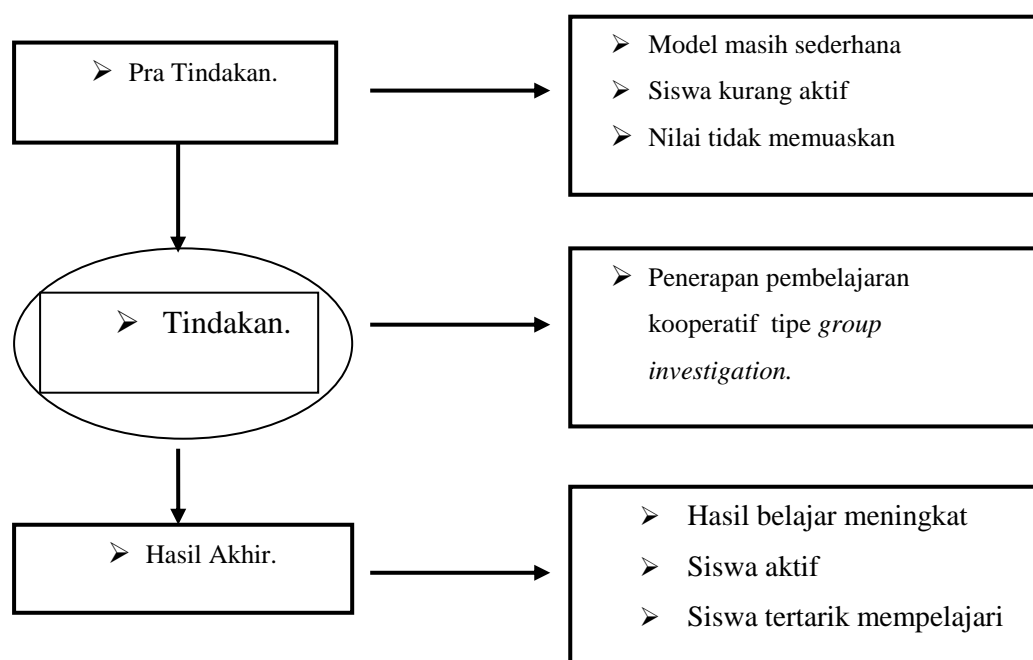 ➢ Pra Tindakan.
➢ Model masih sederhana
➢ Siswa kurang aktif
➢ Nilai tidak memuaskan
➢ Tindakan.
➢ Penerapan pembelajaran
kooperatif tipe group
investigation.
➢ Hasil Akhir.
➢ Hasil belajar meningkat
➢ Siswa aktif
➢ Siswa tertarik mempelajari